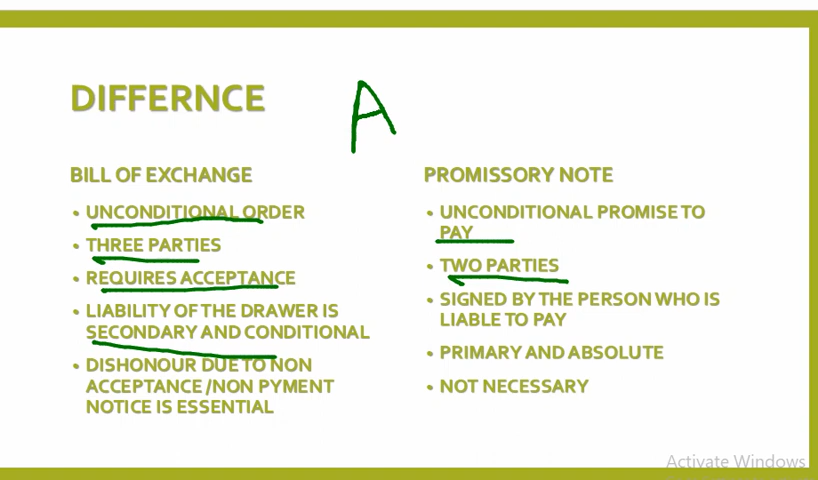 DIFFERNCE
A
BILL OF EXCHANGE
• UNCONDITIONAL ORDER
• THREE PARTIES
• REQUIRES ACCEPTANCE
• LIABILITY OF THE DRAWER IS
SECONDARY AND CONDITIONAL
• DISHONOUR DUE TO NON
ACCEPTANCE /NON PYMENT
NOTICE IS ESSENTIAL
PROMISSORY NOTE
• UNCONDITIONAL PROMISE TO
PAY
• TWO PARTIES
• SIGNED BY THE PERSON WHO IS
LIABLE TO PAY
• PRIMARY AND ABSOLUTE
• NOT NECESSARY
Activate Windows